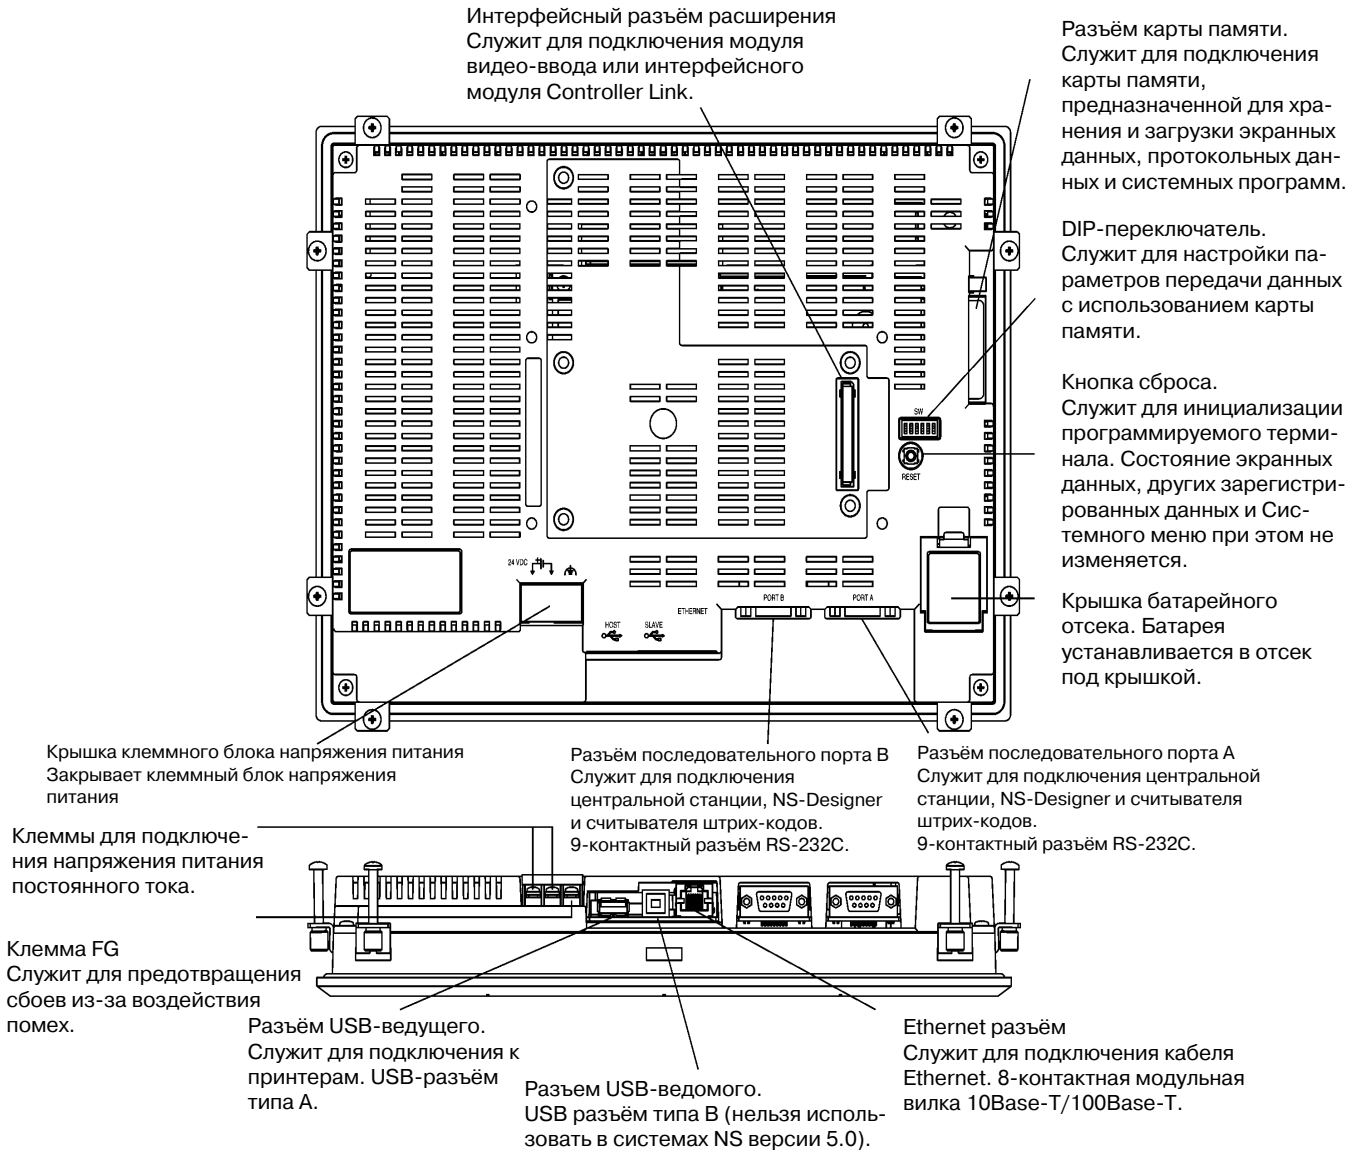 Интерфейсный разъём расширения
Служит для подключения модуля
видео-ввода или интерфейсного
модуля Controller Link.
Разъём карты памяти.
Служит для подключения
карты памяти,
предназначенной для хра-
нения и загрузки экранных
данных, протокольных дан-
ных и системных программ.
DIP-переключатель.
Служит для настройки па-
раметров передачи данных
с использованием карты
памяти.
Кнопка сброса.
Служит для инициализации
программируемого терми-
нала. Состояние экранных
данных, других зарегистри-
рованных данных и Сис-
темного меню при этом не
изменяется.
Крышка батарейного
отсека. Батарея
устанавливается в отсек
под крышкой.
SW
RESET
24 VDC
HOST
SLAVE
ETHERNET
PORT B
PORT A
Крышка клеммного блока напряжения питания
Закрывает клеммный блок напряжения
питания
Разъём последовательного порта B
Служит для подключения
центральной станции, NS-Designer
и считывателя штрих-кодов.
9-контактный разъём RS-232C.
Разъём последовательного порта A
Служит для подключения центральной
станции, NS-Designer и считывателя
штрих-кодов.
9-контактный разъём RS-232C.
Клеммы для подключе-
ния напряжения питания
постоянного тока.
Клемма FG
Служит для предотвращения
сбоев из-за воздействия
помех.
Разъём USB-ведущего.
Служит для подключения к
принтерам. USB-разъём
типа A.
Разъем USB-ведомого.
USB разъём типа B (нельзя исполь-
зовать в системах NS версии 5.0).
Ethernet разъём
Служит для подключения кабеля
Ethernet. 8-контактная модульная
вилка 10Base-T/100Base-T.